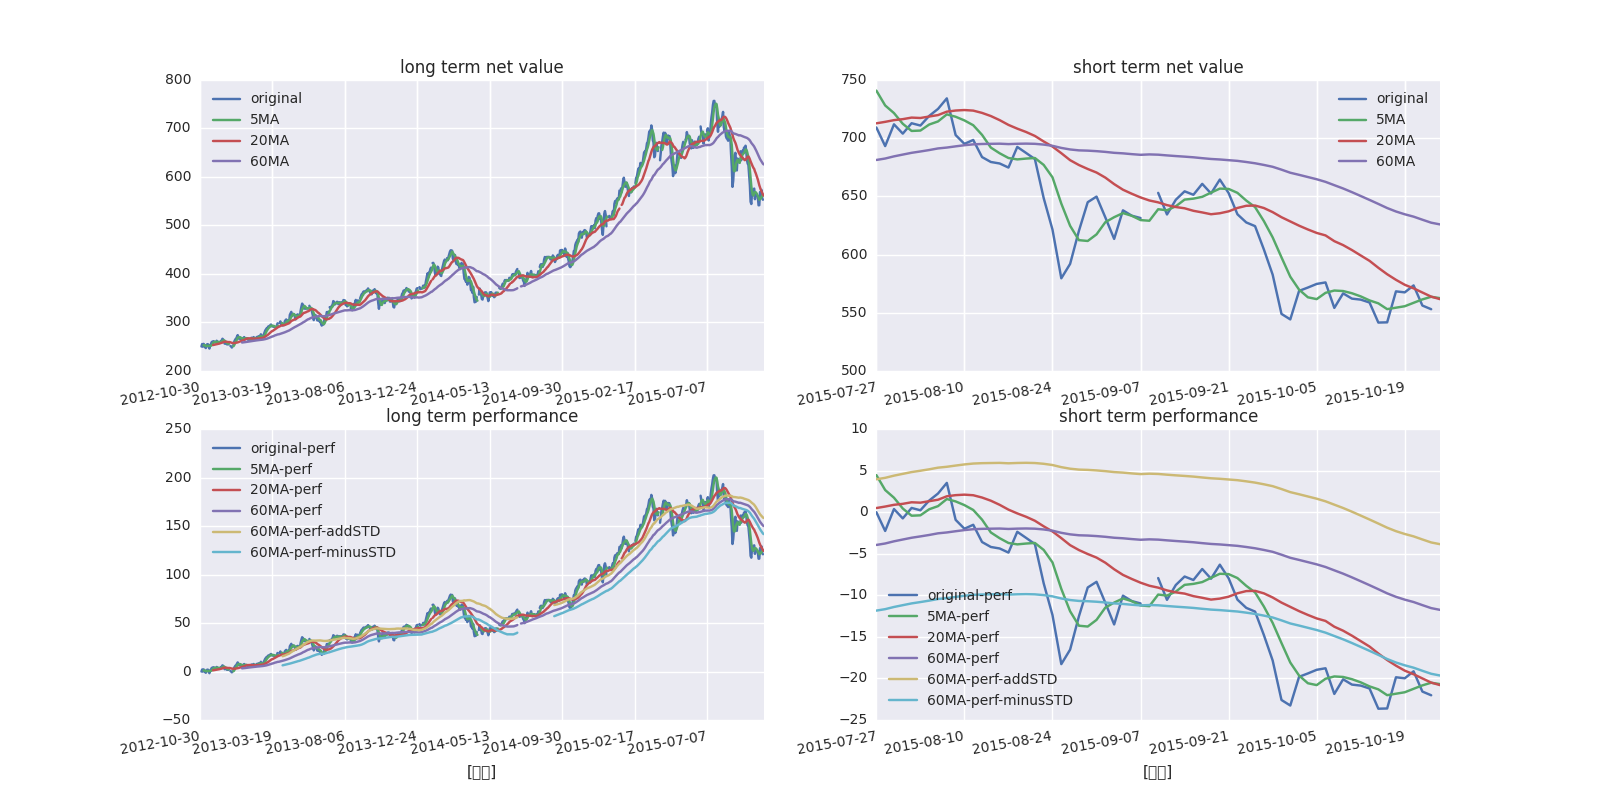 long term net value
800
700
600
500
400
300
200
original
5MA
20MA
60MA
2012-10-30
2013-03-19
2013-08-06
2013-12-24
2014-05-13
2014-09-30
2015-02-17
2015-07-07
short term net value
750
700
650
600
550
500
original
5MA
20MA
60MA
2015-07-27
2015-08-10
2015-08-24
2015-09-07
2015-09-21
2015-10-05
2015-10-19
long term performance
250
200
150
100
50
0
−50
original-perf
5MA-perf
20MA-perf
60MA-perf
60MA-perf-addSTD
60MA-perf-minusSTD
2012-10-30
2013-03-19
2013-08-06
2013-12-24
2014-05-13
2014-09-30
2015-02-17
2015-07-07
short term performance
10
5
0
−5
−10
−15
−20
−25
original-perf
5MA-perf
20MA-perf
60MA-perf
60MA-perf-addSTD
60MA-perf-minusSTD
2015-07-27
2015-08-10
2015-08-24
2015-09-07
2015-09-21
2015-10-05
2015-10-19